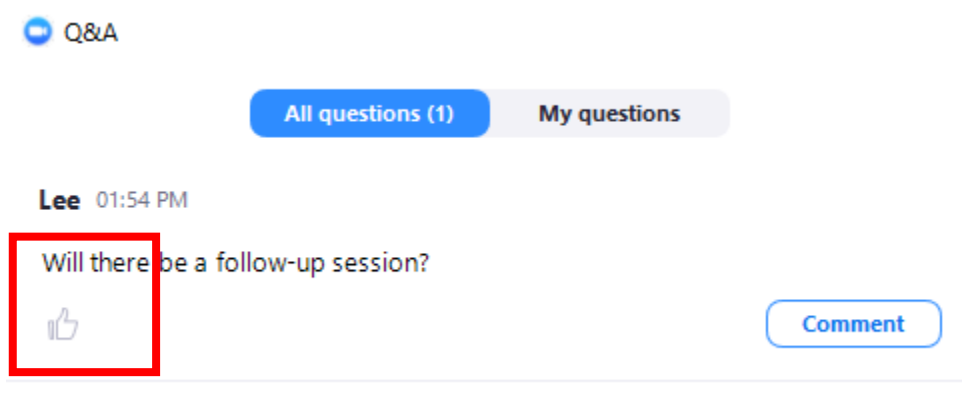 Q&A
All questions (1) My questions
Lee 01:54 PM
Will there be a follow-up session?
Comment